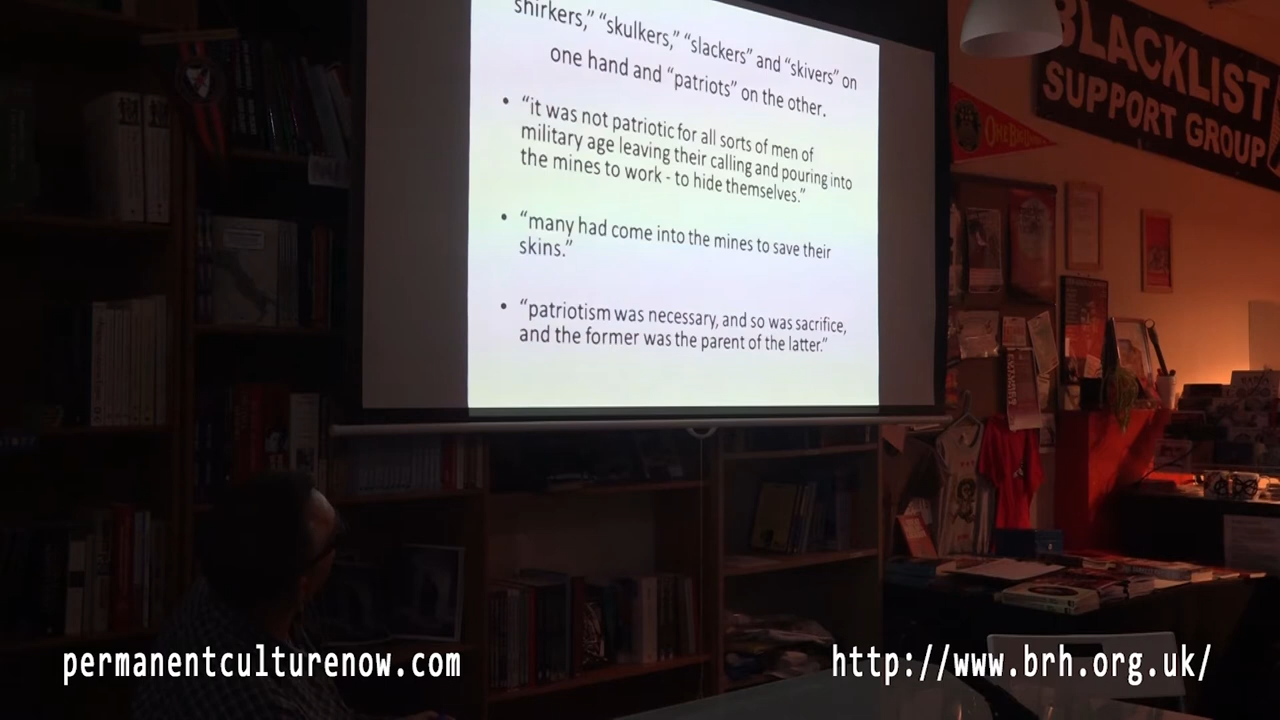 shirkers,” “skulkers,” “slackers” and “skivers” on
one hand and “patriots” on the other.
• “it was not patriotic for all sorts of men of
military age leaving their calling and pouring into
the mines to work - to hide themselves.”
• “many had come into the mines to save their
skins.”
• “patriotism was necessary, and so was sacrifice,
and the former was the parent of the latter.”
BLACKLIST
SUPPORT GROUP
permanentculturenow.com
http://www.brh.org.uk/